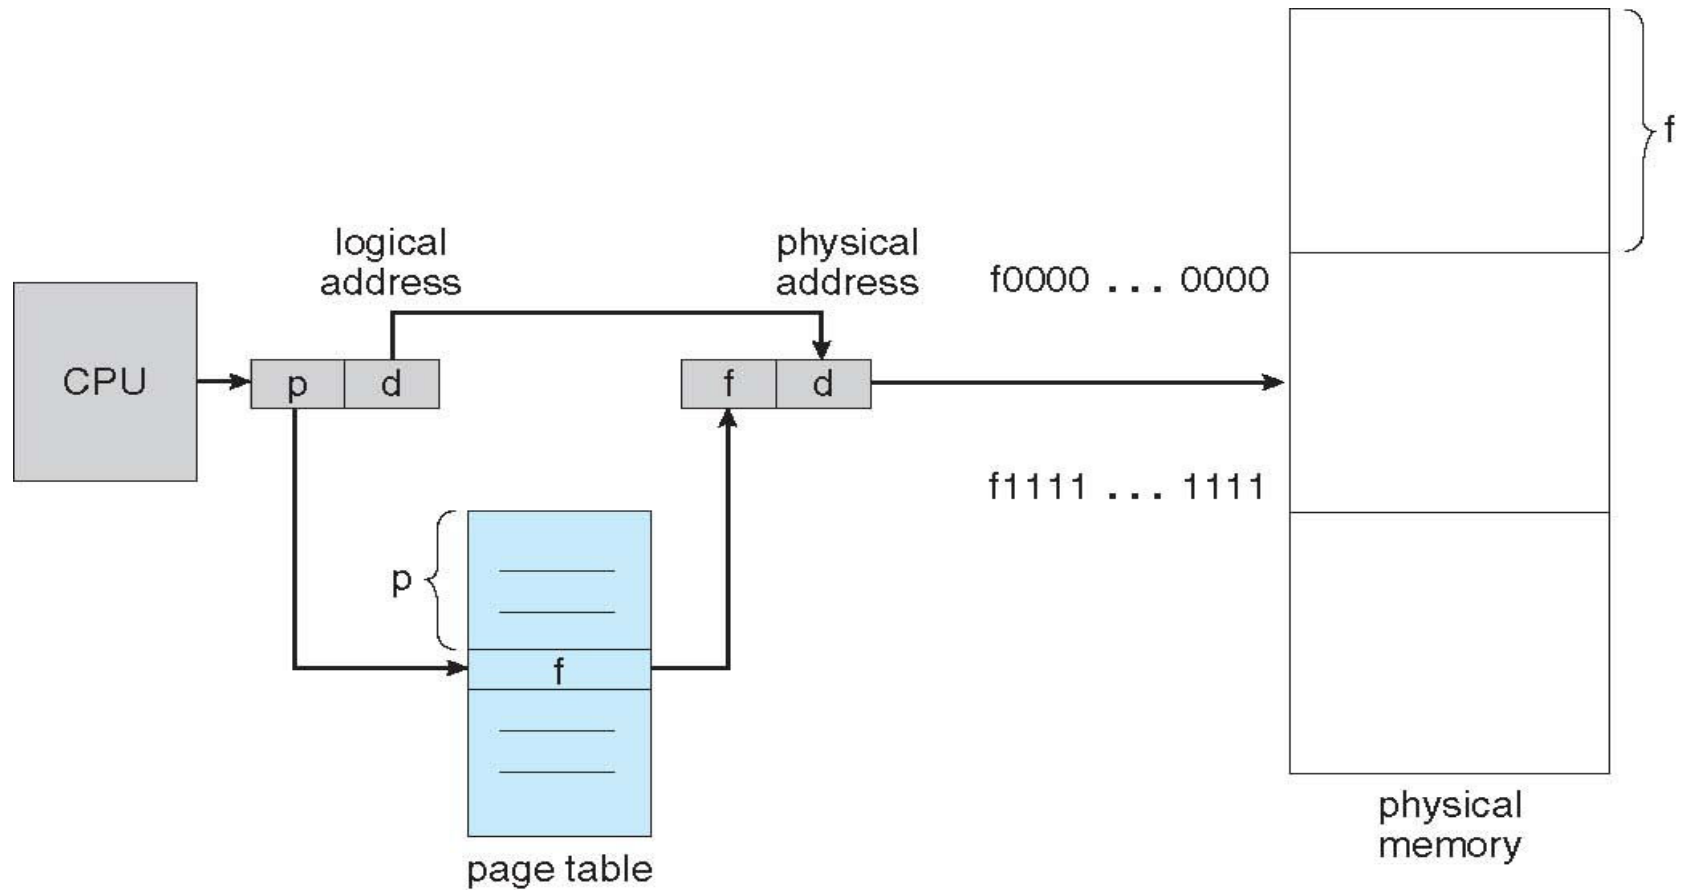 f
logical
address
physical
address
f0000 ... 0000
CPU
p
d
f
d
f1111 ... 1111
p
f
page table
physical
memory